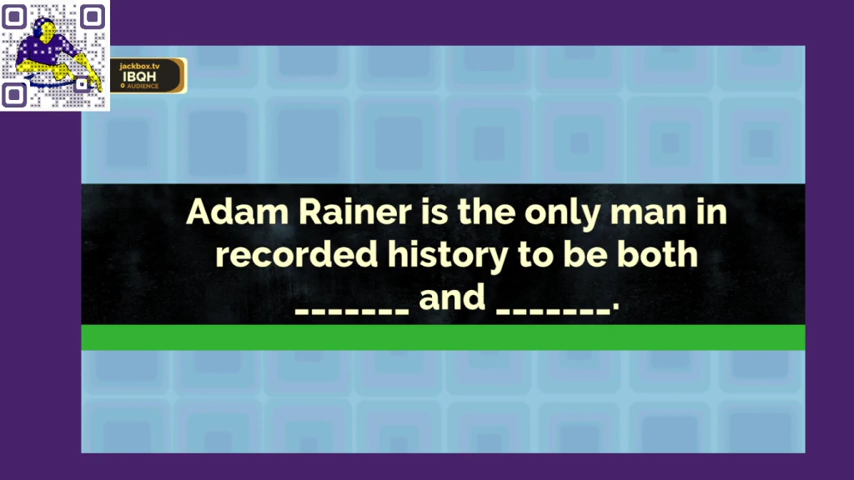 jackbox.tv
IBQH
0 AUDIENCE
Adam Rainer is the only man in
recorded history to be both
_______ and _______.